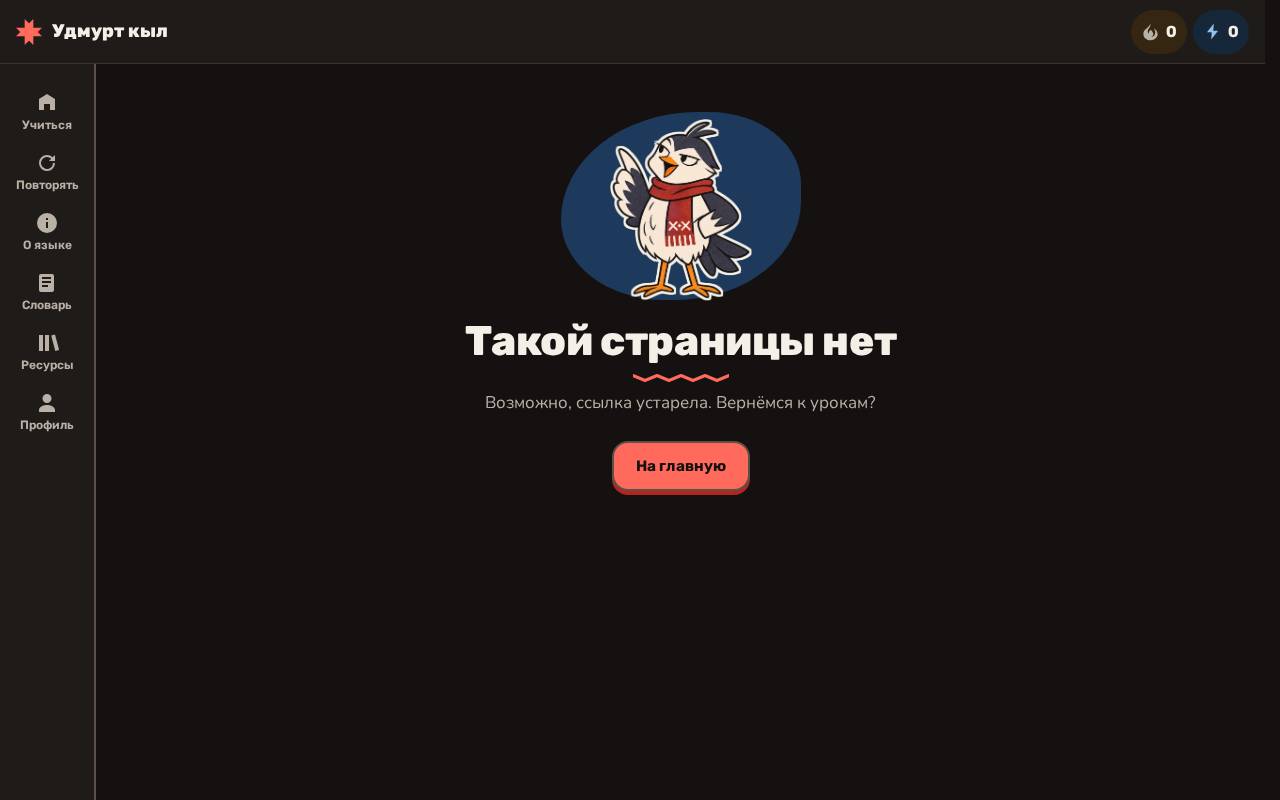 Удмурт кыл
0
0
Учиться
Повторять
О языке
Словарь
Ресурсы
Профиль
Такой страницы нет
Возможно, ссылка устарела. Вернёмся к урокам?
На главную